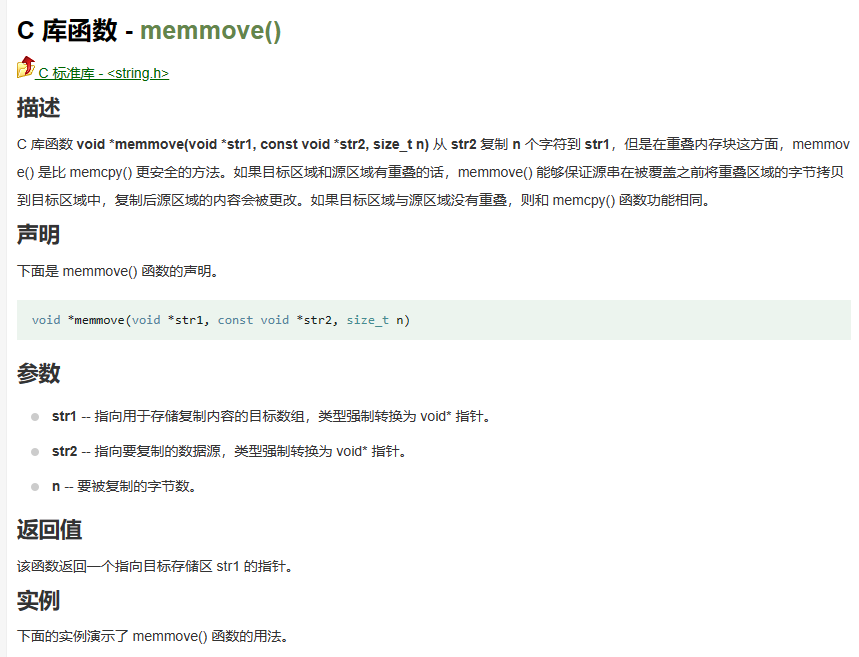 C 库函数 - memmove()
C 标准库 - <string.h>
描述
C 库函数 void *memmove(void *str1, const void *str2, size_t n) 从 str2 复制 n 个字符到 str1，但是在重叠内存块这方面，memmov
e() 是比 memcpy() 更安全的方法。如果目标区域和源区域有重叠的话，memmove() 能够保证源串在被覆盖之前将重叠区域的字节拷贝
到目标区域中，复制后源区域的内容会被更改。如果目标区域与源区域没有重叠，则和 memcpy() 函数功能相同。
声明
下面是 memmove() 函数的声明。
void *memmove(void *str1, const void *str2, size_t n)
参数
str1 -- 指向用于存储复制内容的目标数组，类型强制转换为 void* 指针。
str2 -- 指向要复制的数据源，类型强制转换为 void* 指针。
n -- 要被复制的字节数。
返回值
该函数返回一个指向目标存储区 str1 的指针。
实例
下面的实例演示了 memmove() 函数的用法。